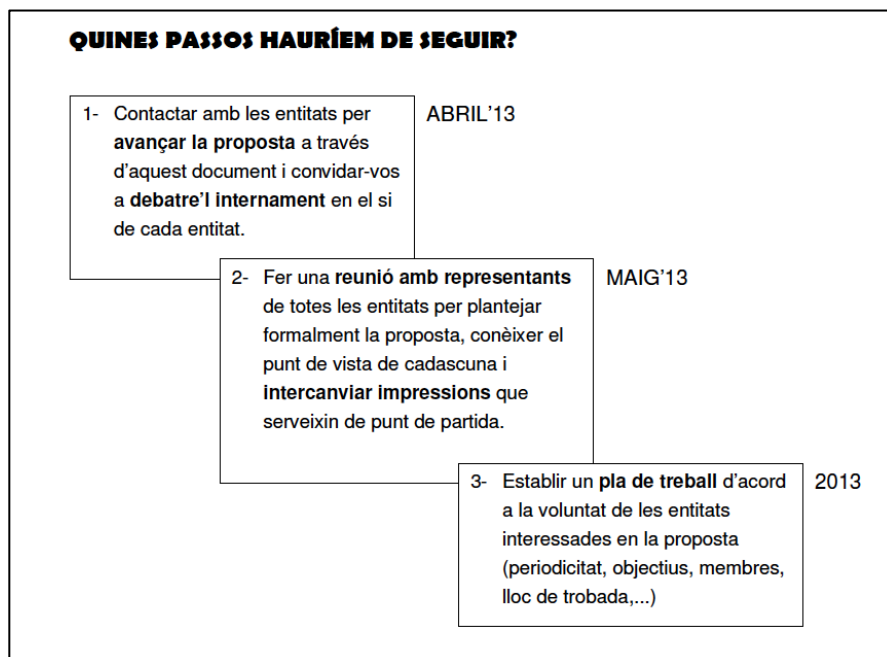 QUINES PASSOS HAURÍEM DE SEGUIR?
1- Contactar amb les entitats per
avançar la proposta a través
d'aquest document i convidar-vos
a debatre'l internament en el si
de cada entitat.
ABRIL'13
2- Fer una reunió amb representants
de totes les entitats per plantejar
formalment la proposta, conèixer el
punt de vista de cadascuna i
intercanviar impressions que
serveixin de punt de partida.
MAIG'13
3- Establir un pla de treball d'acord
a la voluntat de les entitats
interessades en la proposta
(periodicitat, objectius, membres,
lloc de trobada,...)
2013